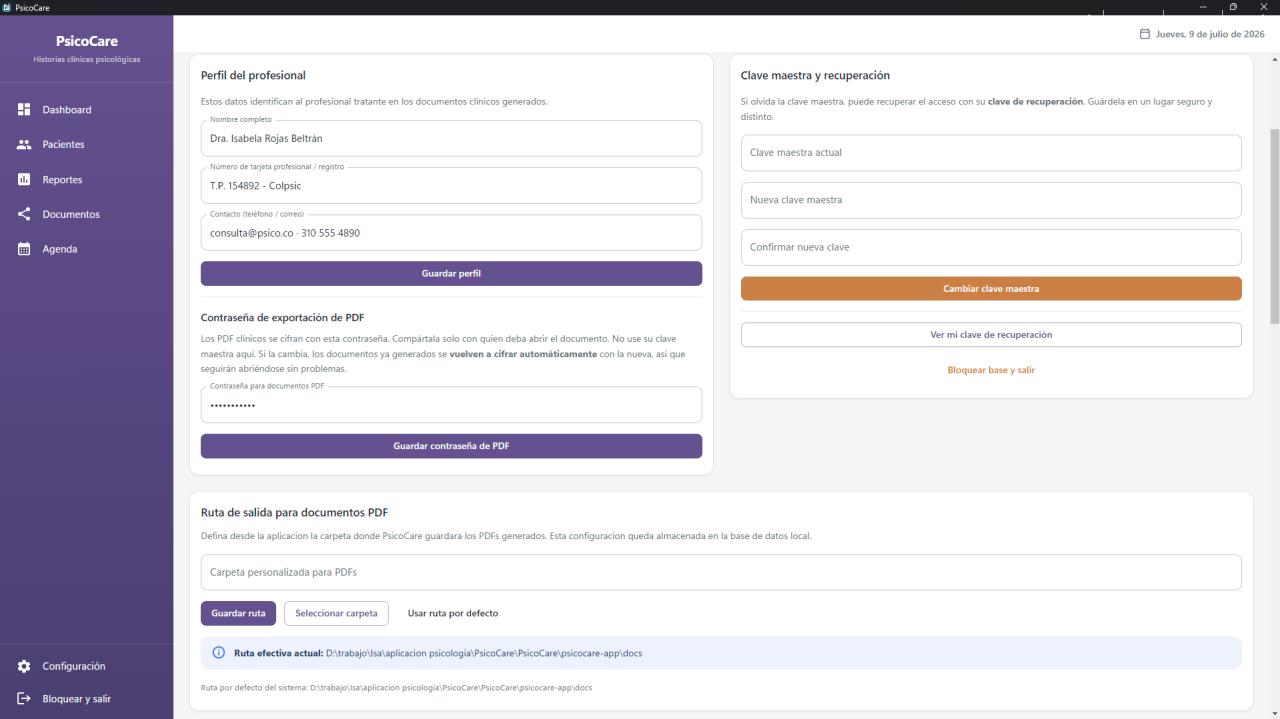 PsicoCare
PsicoCare
Historias clínicas psicológicas
Dashboard
Pacientes
Reportes
Documentos
Agenda
Configuración
Bloquear y salir
Jueves, 9 de julio de 2026
Perfil del profesional
Estos datos identifican al profesional tratante en los documentos clínicos generados.
Nombre completo
Dra. Isabela Rojas Beltrán
Número de tarjeta profesional / registro
T.P. 154892 - Colpsic
Contacto (teléfono / correo)
consulta@psico.co · 310 555 4890
Guardar perfil
Contraseña de exportación de PDF
Los PDF clínicos se cifran con esta contraseña. Compártala solo con quien deba abrir el documento. No use su clave
maestra aquí. Si la cambia, los documentos ya generados se vuelven a cifrar automáticamente con la nueva, así que
seguirán abriéndose sin problemas.
Contraseña para documentos PDF
•••••••••••
Guardar contraseña de PDF
Clave maestra y recuperación
Si olvida la clave maestra, puede recuperar el acceso con su clave de recuperación. Guárdela en un lugar seguro y
distinto.
Clave maestra actual
Nueva clave maestra
Confirmar nueva clave
Cambiar clave maestra
Ver mi clave de recuperación
Bloquear base y salir
Ruta de salida para documentos PDF
Defina desde la aplicacion la carpeta donde PsicoCare guardara los PDFs generados. Esta configuracion queda almacenada en la base de datos local.
Carpeta personalizada para PDFs
Guardar ruta
Seleccionar carpeta
Usar ruta por defecto
Ruta efectiva actual: D:\trabajo\Isa\aplicacion psicologia\PsicoCare\PsicoCare\psicocare-app\docs
Ruta por defecto del sistema: D:\trabajo\Isa\aplicacion psicologia\PsicoCare\PsicoCare\psicocare-app\docs